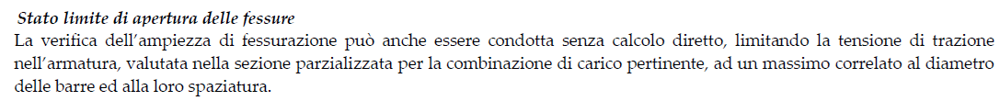 Stato limite di apertura delle fessure
La verifica dell'ampiezza di fessurazione può anche essere condotta senza calcolo diretto, limitando la tensione di trazione
nell'armatura, valutata nella sezione parzializzata per la combinazione di carico pertinente, ad un massimo correlato al diametro
delle barre ed alla loro spaziatura.